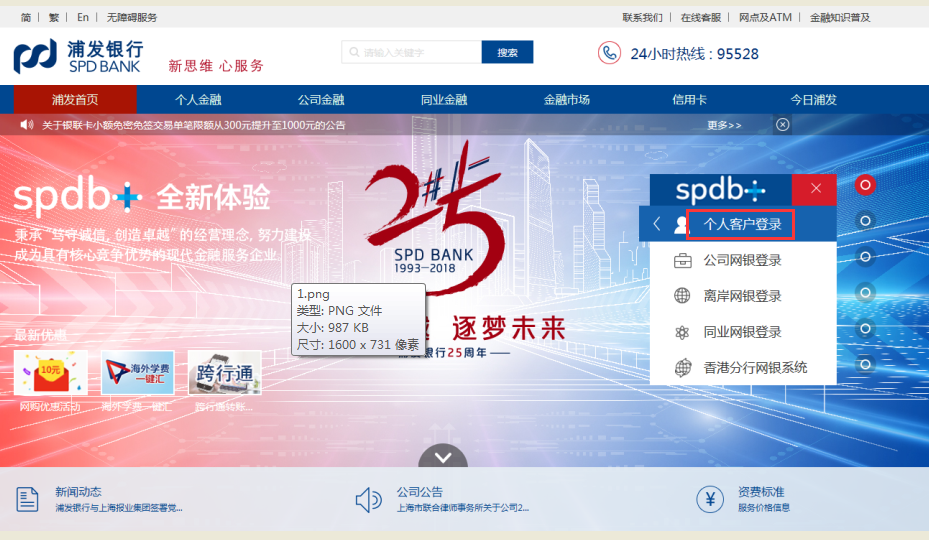 简 | 繁 | En | 无障碍服务
联系我们 | 在线客服 | 网点及ATM | 金融知识普及
浦发银行
SPD BANK
新思维 心服务
请输入关键字
搜索
24小时热线 : 95528
浦发首页 个人金融 公司金融 同业金融 金融市场 信用卡 今日浦发
关于银联卡小额免密免签交易单笔限额从300元提升至1000元的公告
更多>>
spdb+ 全新体验
秉承“笃守诚信, 创造卓越”的经营理念, 努力建设
成为具有核心竞争优势的现代金融服务企业
25
SPD BANK
1993—2018
逐梦未来
银行25周年
1.png
类型: PNG 文件
大小: 987 KB
尺寸: 1600 x 731 像素
最新优惠
10元
海外学费
一键汇
跨行通
网购优惠活动 海外学费一键汇 跨行通转账...
spdb+
个人客户登录
公司网银登录
离岸网银登录
同业网银登录
香港分行网银系统
新闻动态
浦发银行与上海报业集团签署党...
公司公告
上海市联合律师事务所关于公司2...
资费标准
服务价格信息